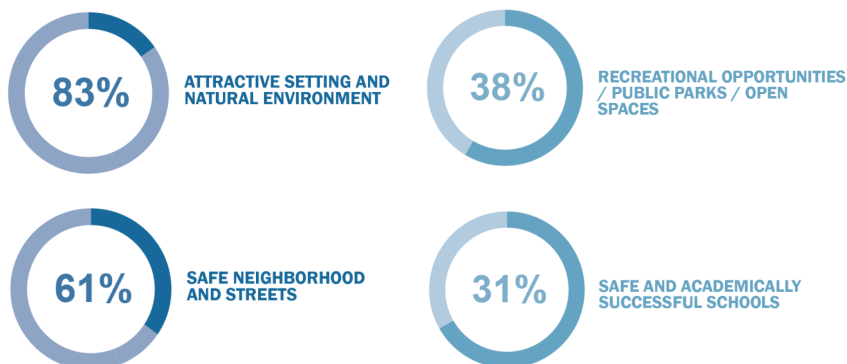 83%
ATTRACTIVE SETTING AND
NATURAL ENVIRONMENT
38%
RECREATIONAL OPPORTUNITIES
/ PUBLIC PARKS / OPEN
SPACES
61%
SAFE NEIGHBORHOOD
AND STREETS
31%
SAFE AND ACADEMICALLY
SUCCESSFUL SCHOOLS